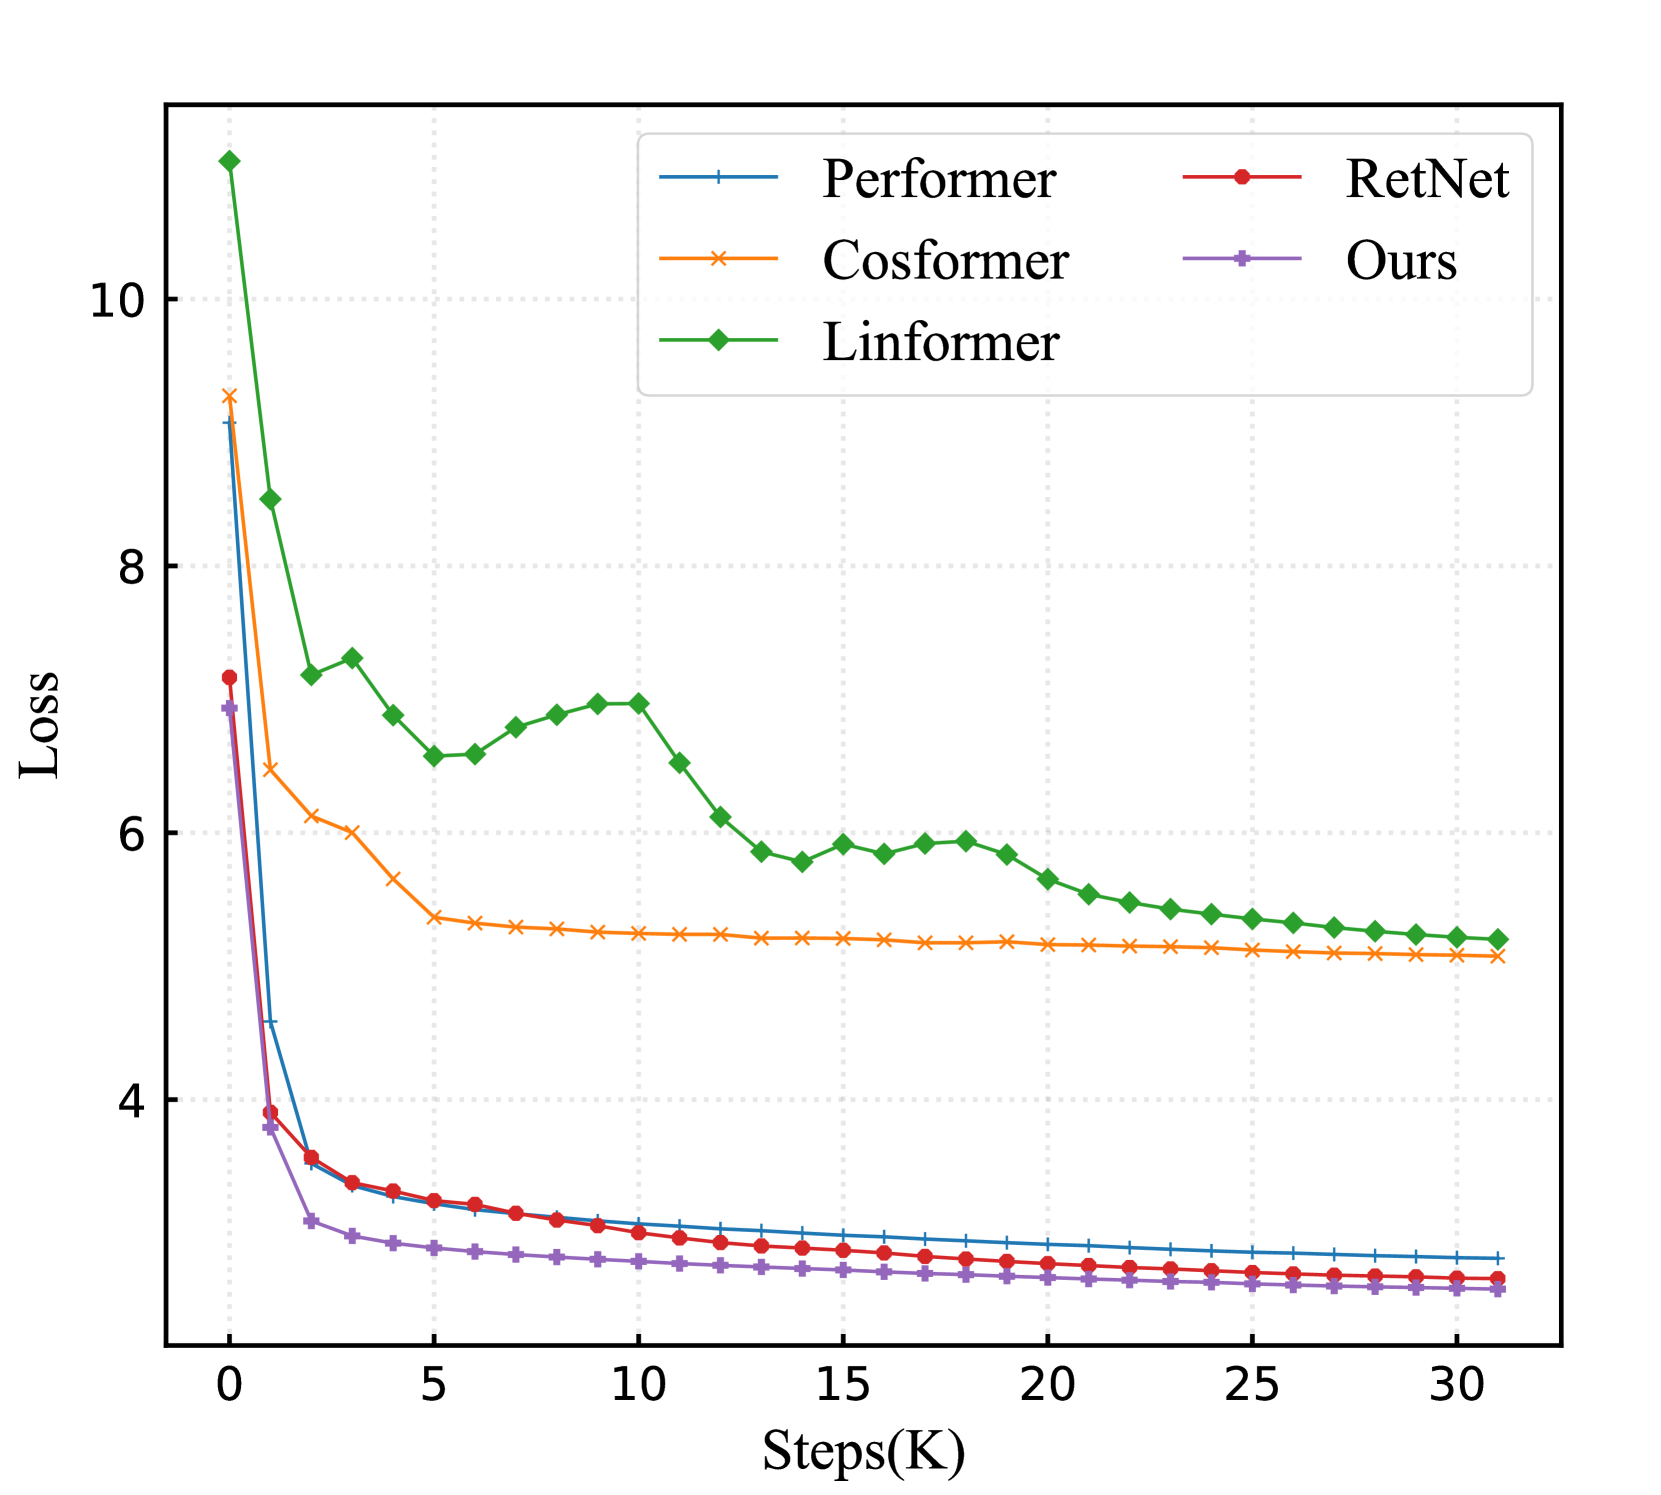 Performer
Cosformer
Linformer
RetNet
Ours
10
8
6
4
Loss
0 5 10 15 20 25 30
Steps(K)